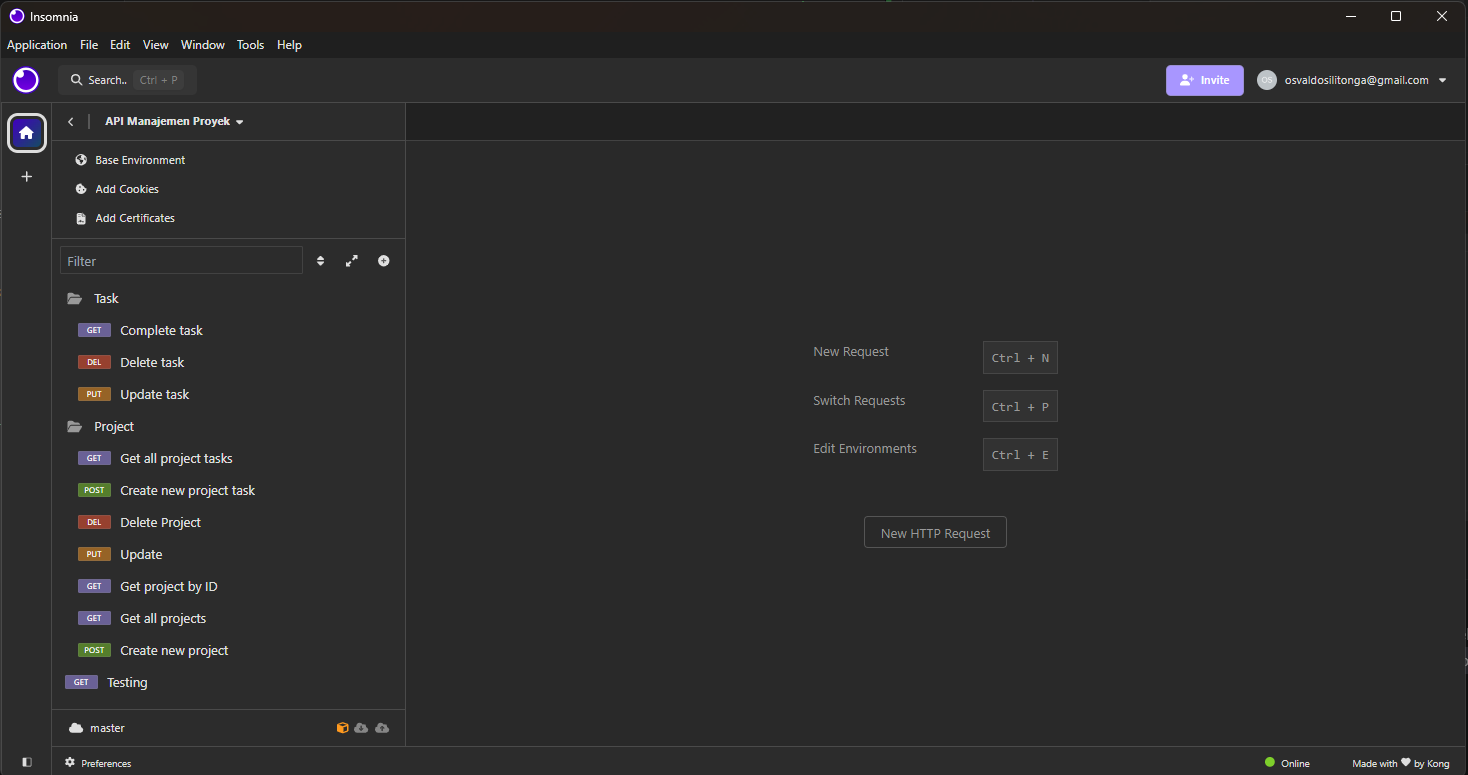 Insomnia
Application File Edit View Window Tools Help
Search.. Ctrl + P
Invite
OS
osvaldosilitonga@gmail.com
API Manajemen Proyek
Base Environment
Add Cookies
Add Certificates
Filter
Task
GET Complete task
DEL Delete task
PUT Update task
Project
GET Get all project tasks
POST Create new project task
DEL Delete Project
PUT Update
GET Get project by ID
GET Get all projects
POST Create new project
GET Testing
master
New Request Ctrl + N
Switch Requests Ctrl + P
Edit Environments Ctrl + E
New HTTP Request
Preferences
Online
Made with ❤ by Kong